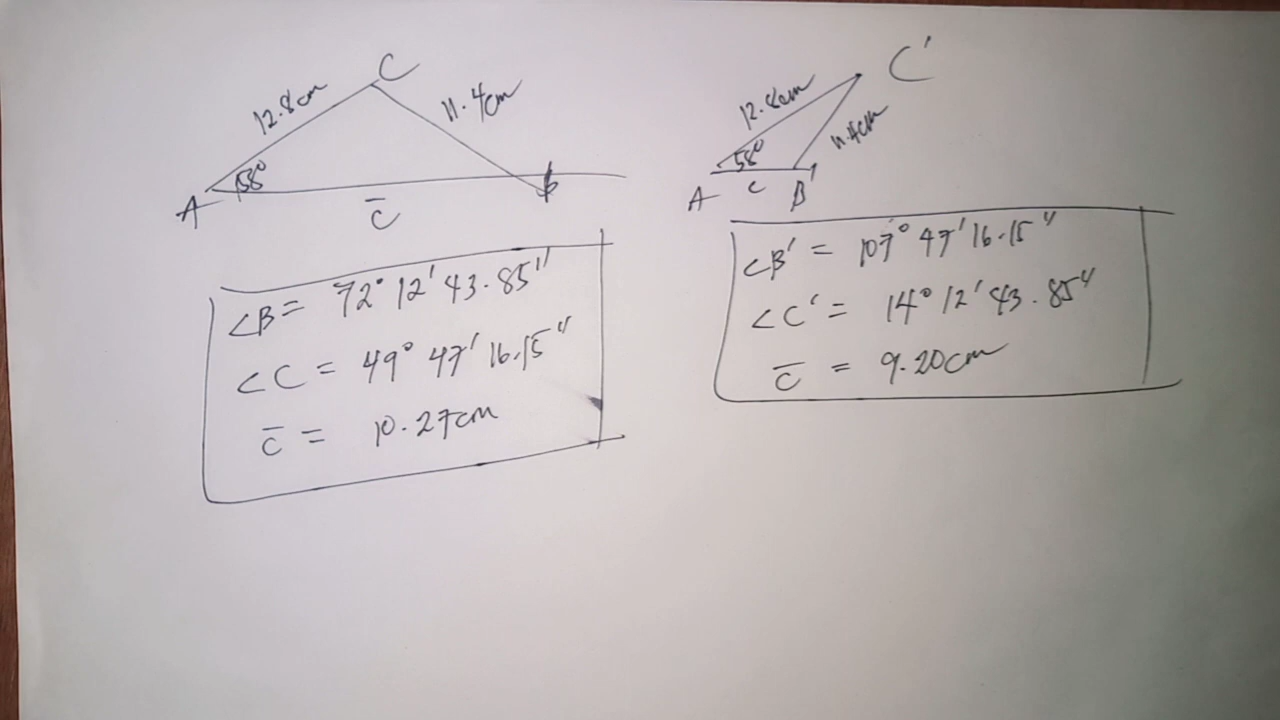 C
12.8cm
11.4cm
A
58°
B
c̅
∠B = 72° 12' 43.85"
∠C = 49° 47' 16.15"
c̅ = 10.27cm
C'
12.8cm
11.4cm
58°
A
c
B'
∠B' = 107° 47' 16.15"
∠C' = 14° 12' 43.85"
c̅ = 9.20cm